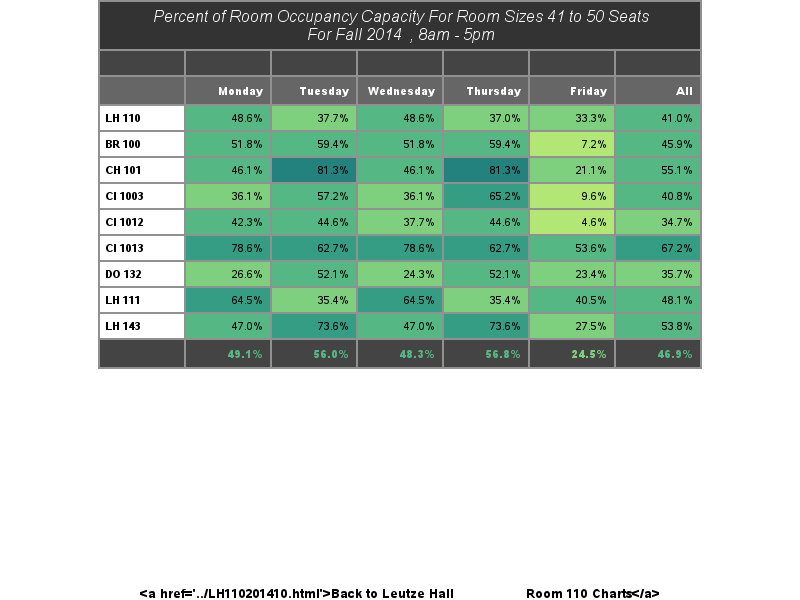 Percent of Room Occupancy Capacity For Room Sizes 41 to 50 Seats
For Fall 2014 , 8am - 5pm
Monday Tuesday Wednesday Thursday Friday All
LH 110 48.6% 37.7% 48.6% 37.0% 33.3% 41.0%
BR 100 51.8% 59.4% 51.8% 59.4% 7.2% 45.9%
CH 101 46.1% 81.3% 46.1% 81.3% 21.1% 55.1%
CI 1003 36.1% 57.2% 36.1% 65.2% 9.6% 40.8%
CI 1012 42.3% 44.6% 37.7% 44.6% 4.6% 34.7%
CI 1013 78.6% 62.7% 78.6% 62.7% 53.6% 67.2%
DO 132 26.6% 52.1% 24.3% 52.1% 23.4% 35.7%
LH 111 64.5% 35.4% 64.5% 35.4% 40.5% 48.1%
LH 143 47.0% 73.6% 47.0% 73.6% 27.5% 53.8%
49.1% 56.0% 48.3% 56.8% 24.5% 46.9%
<a href='../LH110201410.html'>Back to Leutze Hall Room 110 Charts</a>